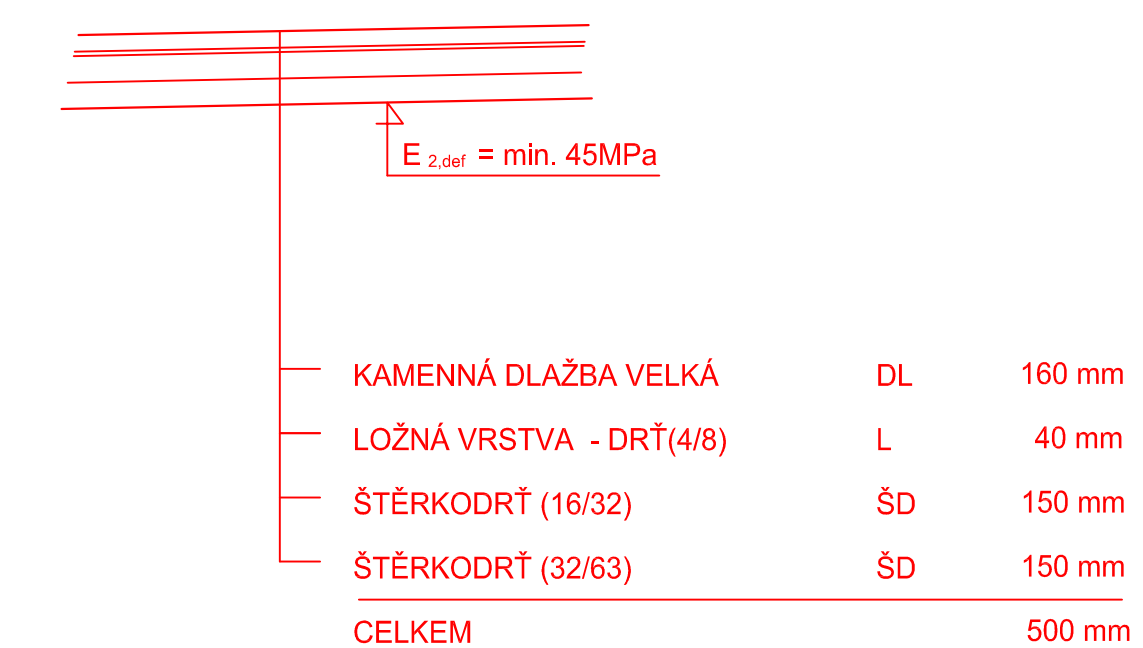 E 2,def = min. 45MPa
KAMENNÁ DLAŽBA VELKÁ DL 160 mm
LOŽNÁ VRSTVA - DRŤ(4/8) L 40 mm
ŠTĚRKODRŤ (16/32) ŠD 150 mm
ŠTĚRKODRŤ (32/63) ŠD 150 mm
CELKEM 500 mm